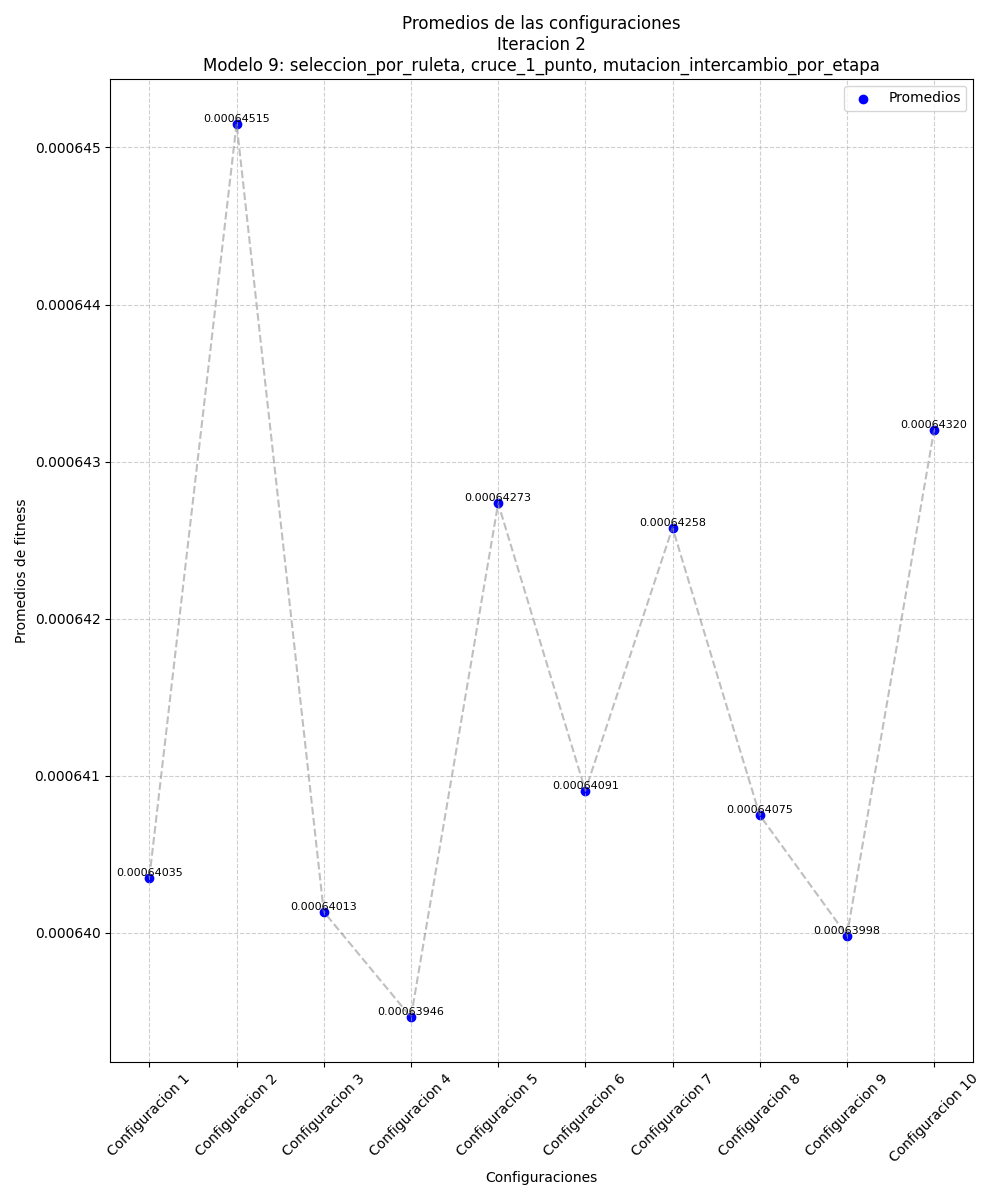 Promedios de las configuraciones
Iteracion 2
Modelo 9: seleccion_por_ruleta, cruce_1_punto, mutacion_intercambio_por_etapa
Promedios
0.00064515
0.000645
0.000644
0.00064320
0.000643
0.00064273
0.00064258
Promedios de fitness
0.000642
0.000641
0.00064091
0.00064075
0.00064035
0.00064013
0.000640
0.00063998
0.00063946
Configuracion 1
Configuracion 2
Configuracion 3
Configuracion 4
Configuracion 5
Configuracion 6
Configuracion 7
Configuracion 8
Configuracion 9
Configuracion 10
Configuraciones